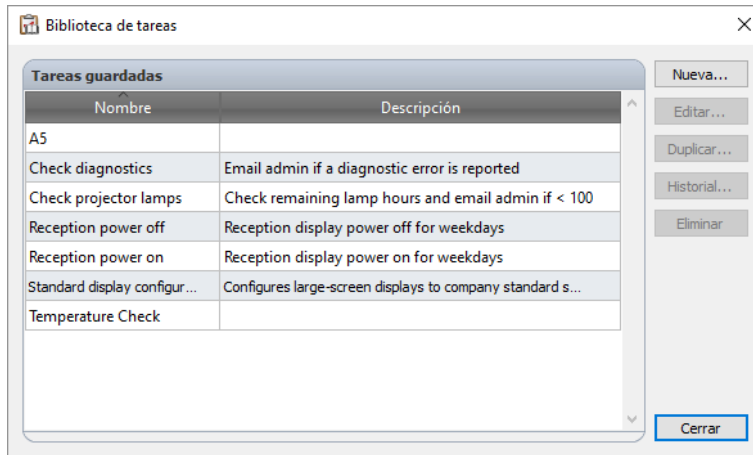 Biblioteca de tareas
Tareas guardadas
Nombre Descripción
A5
Check diagnostics Email admin if a diagnostic error is reported
Check projector lamps Check remaining lamp hours and email admin if < 100
Reception power off Reception display power off for weekdays
Reception power on Reception display power on for weekdays
Standard display configur... Configures large-screen displays to company standard s...
Temperature Check
Nueva...
Editar...
Duplicar...
Historial...
Eliminar
Cerrar